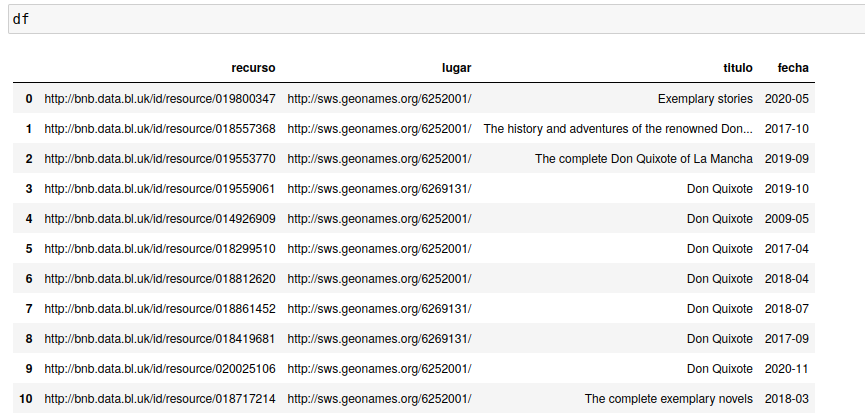 df
recurso lugar titulo fecha
0 http://bnb.data.bl.uk/id/resource/019800347 http://sws.geonames.org/6252001/ Exemplary stories 2020-05
1 http://bnb.data.bl.uk/id/resource/018557368 http://sws.geonames.org/6252001/ The history and adventures of the renowned Don... 2017-10
2 http://bnb.data.bl.uk/id/resource/019553770 http://sws.geonames.org/6252001/ The complete Don Quixote of La Mancha 2019-09
3 http://bnb.data.bl.uk/id/resource/019559061 http://sws.geonames.org/6269131/ Don Quixote 2019-10
4 http://bnb.data.bl.uk/id/resource/014926909 http://sws.geonames.org/6252001/ Don Quixote 2009-05
5 http://bnb.data.bl.uk/id/resource/018299510 http://sws.geonames.org/6252001/ Don Quixote 2017-04
6 http://bnb.data.bl.uk/id/resource/018812620 http://sws.geonames.org/6252001/ Don Quixote 2018-04
7 http://bnb.data.bl.uk/id/resource/018861452 http://sws.geonames.org/6269131/ Don Quixote 2018-07
8 http://bnb.data.bl.uk/id/resource/018419681 http://sws.geonames.org/6269131/ Don Quixote 2017-09
9 http://bnb.data.bl.uk/id/resource/020025106 http://sws.geonames.org/6252001/ Don Quixote 2020-11
10 http://bnb.data.bl.uk/id/resource/018717214 http://sws.geonames.org/6252001/ The complete exemplary novels 2018-03